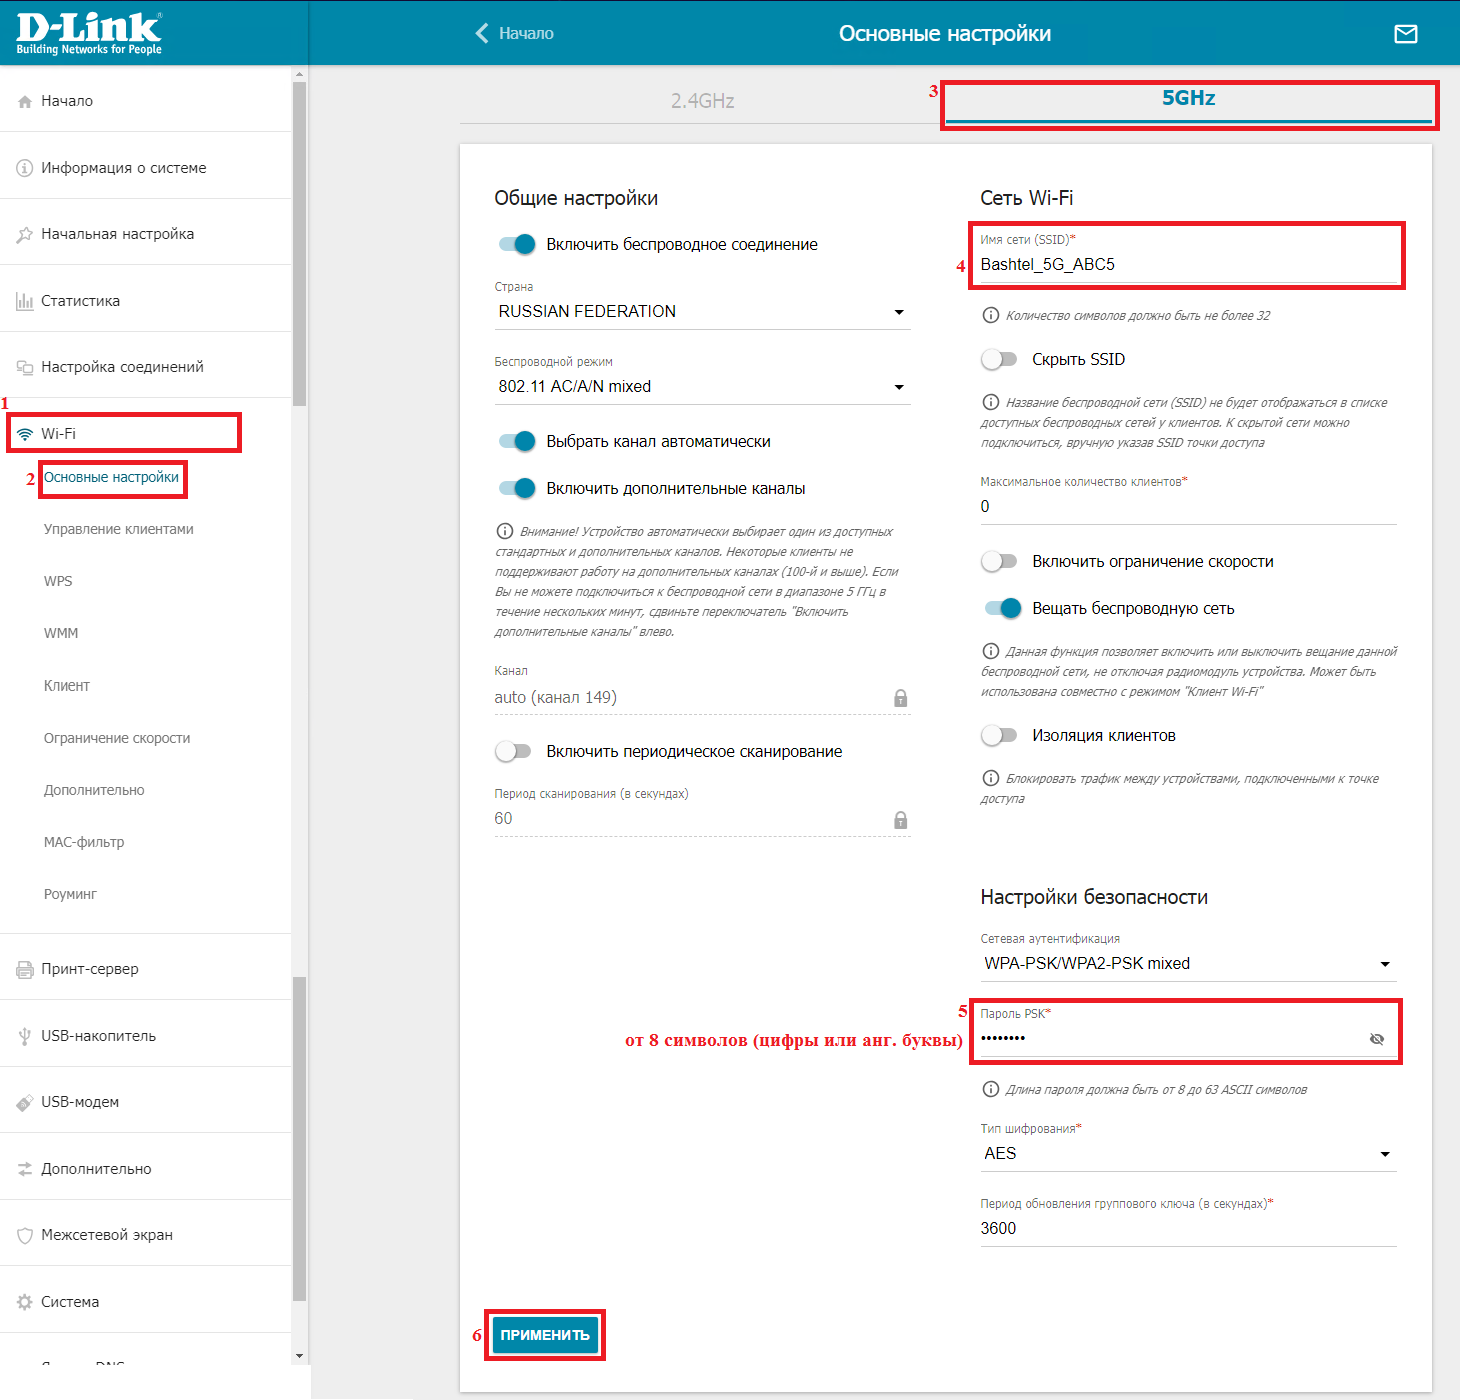 D-Link
Building Networks for People
Начало
Основные настройки
Начало
Информация о системе
Начальная настройка
Статистика
Настройка соединений
1
Wi-Fi
2
Основные настройки
Управление клиентами
WPS
WMM
Клиент
Ограничение скорости
Дополнительно
MAC-фильтр
Роуминг
Принт-сервер
USB-накопитель
USB-модем
Дополнительно
Межсетевой экран
Система
2.4GHz
3
5GHz
Общие настройки
Включить беспроводное соединение
Страна
RUSSIAN FEDERATION
Беспроводной режим
802.11 AC/A/N mixed
Выбрать канал автоматически
Включить дополнительные каналы
Внимание! Устройство автоматически выбирает один из доступных
стандартных и дополнительных каналов. Некоторые клиенты не
поддерживают работу на дополнительных каналах (100-й и выше). Если
Вы не можете подключиться к беспроводной сети в диапазоне 5 ГГц в
течение нескольких минут, сдвиньте переключатель "Включить
дополнительные каналы" влево.
Канал
auto (канал 149)
Включить периодическое сканирование
Период сканирования (в секундах)
60
Сеть Wi-Fi
Имя сети (SSID)*
4
Bashtel_5G_ABC5
Количество символов должно быть не более 32
Скрыть SSID
Название беспроводной сети (SSID) не будет отображаться в списке
доступных беспроводных сетей у клиентов. К скрытой сети можно
подключиться, вручную указав SSID точки доступа
Максимальное количество клиентов*
0
Включить ограничение скорости
Вещать беспроводную сеть
Данная функция позволяет включить или выключить вещание данной
беспроводной сети, не отключая радиомодуль устройства. Может быть
использована совместно с режимом "Клиент Wi-Fi"
Изоляция клиентов
Блокировать трафик между устройствами, подключенными к точке
доступа
Настройки безопасности
Сетевая аутентификация
WPA-PSK/WPA2-PSK mixed
5
Пароль PSK*
от 8 символов (цифры или анг. буквы)
••••••••
Длина пароля должна быть от 8 до 63 ASCII символов
Тип шифрования*
AES
Период обновления группового ключа (в секундах)*
3600
6
ПРИМЕНИТЬ